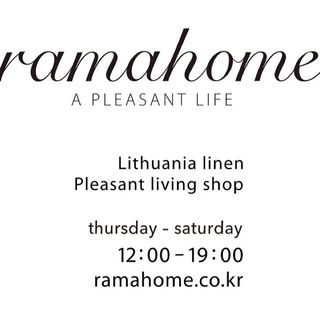 ramahome
A PLEASANT LIFE
Lithuania linen
Pleasant living shop
thursday - saturday
12:00 - 19:00
ramahome.co.kr